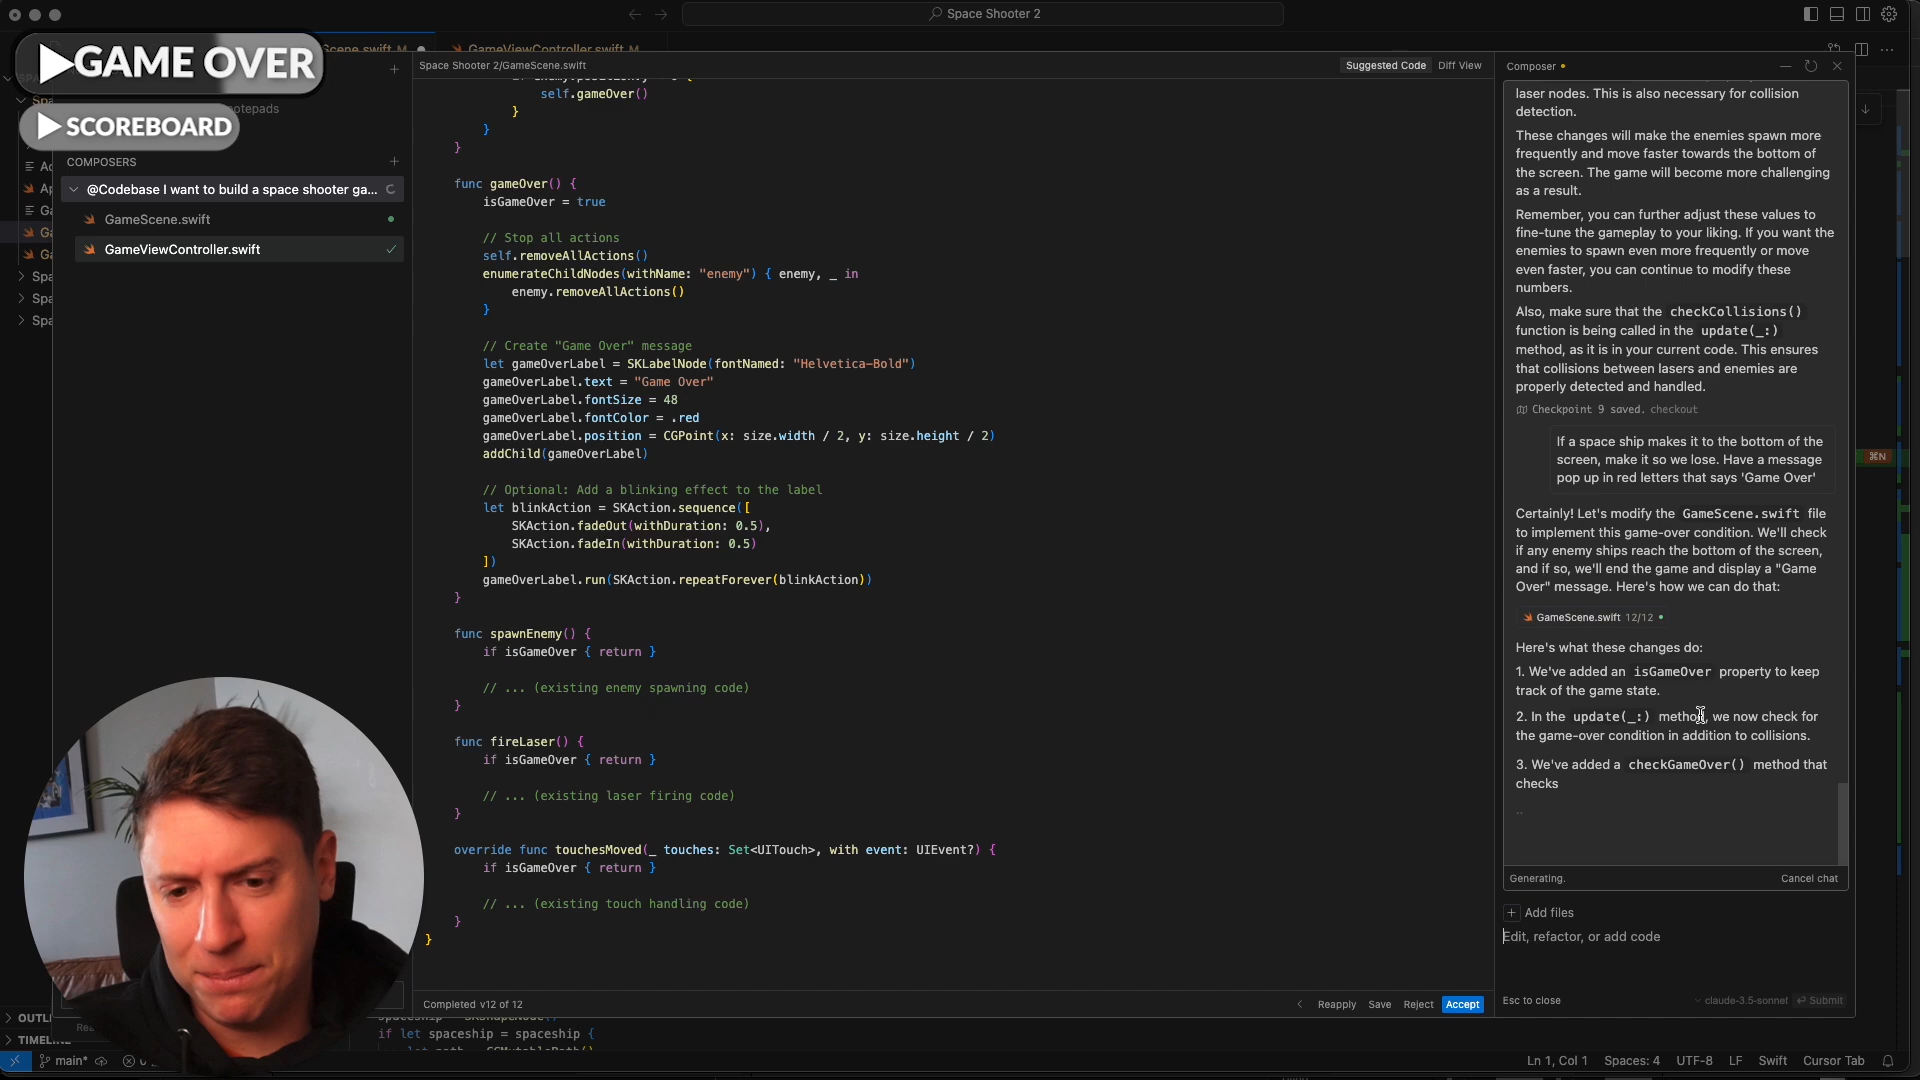 Space Shooter 2
GAME OVER
SCOREBOARD
Scene.swift M
GameViewController.swift M
Space Shooter 2/GameScene.swift
Suggested Code
Diff View
Composer
notepads
COMPOSERS
@Codebase I want to build a space shooter ga...
GameScene.swift
GameViewController.swift
Spa
Spa
Spa
self.gameOver()
}
}
}
func gameOver() {
isGameOver = true
// Stop all actions
self.removeAllActions()
enumerateChildNodes(withName: "enemy") { enemy, _ in
enemy.removeAllActions()
}
// Create "Game Over" message
let gameOverLabel = SKLabelNode(fontNamed: "Helvetica-Bold")
gameOverLabel.text = "Game Over"
gameOverLabel.fontSize = 48
gameOverLabel.fontColor = .red
gameOverLabel.position = CGPoint(x: size.width / 2, y: size.height / 2)
addChild(gameOverLabel)
// Optional: Add a blinking effect to the label
let blinkAction = SKAction.sequence([
SKAction.fadeOut(withDuration: 0.5),
SKAction.fadeIn(withDuration: 0.5)
])
gameOverLabel.run(SKAction.repeatForever(blinkAction))
}
func spawnEnemy() {
if isGameOver { return }
// ... (existing enemy spawning code)
}
func fireLaser() {
if isGameOver { return }
// ... (existing laser firing code)
}
override func touchesMoved(_ touches: Set<UITouch>, with event: UIEvent?) {
if isGameOver { return }
// ... (existing touch handling code)
}
}
Completed v12 of 12
Reapply
Save
Reject
Accept
laser nodes. This is also necessary for collision
detection.
These changes will make the enemies spawn more
frequently and move faster towards the bottom of
the screen. The game will become more challenging
as a result.
Remember, you can further adjust these values to
fine-tune the gameplay to your liking. If you want the
enemies to spawn even more frequently or move
even faster, you can continue to modify these
numbers.
Also, make sure that the checkCollisions()
function is being called in the update(_:)
method, as it is in your current code. This ensures
that collisions between lasers and enemies are
properly detected and handled.
Checkpoint 9 saved. checkout
If a space ship makes it to the bottom of the
screen, make it so we lose. Have a message
pop up in red letters that says 'Game Over'
⌘N
Certainly! Let's modify the GameScene.swift file
to implement this game-over condition. We'll check
if any enemy ships reach the bottom of the screen,
and if so, we'll end the game and display a "Game
Over" message. Here's how we can do that:
GameScene.swift 12/12
Here's what these changes do:
1. We've added an isGameOver property to keep
track of the game state.
2. In the update(_:) method, we now check for
the game-over condition in addition to collisions.
3. We've added a checkGameOver() method that
checks
..
Generating.
Cancel chat
Add files
Edit, refactor, or add code
Esc to close
claude-3.5-sonnet
Submit
if let spaceship = spaceship {
OUTL
TIMELINE
main*
Ln 1, Col 1
Spaces: 4
UTF-8
LF
Swift
Cursor Tab